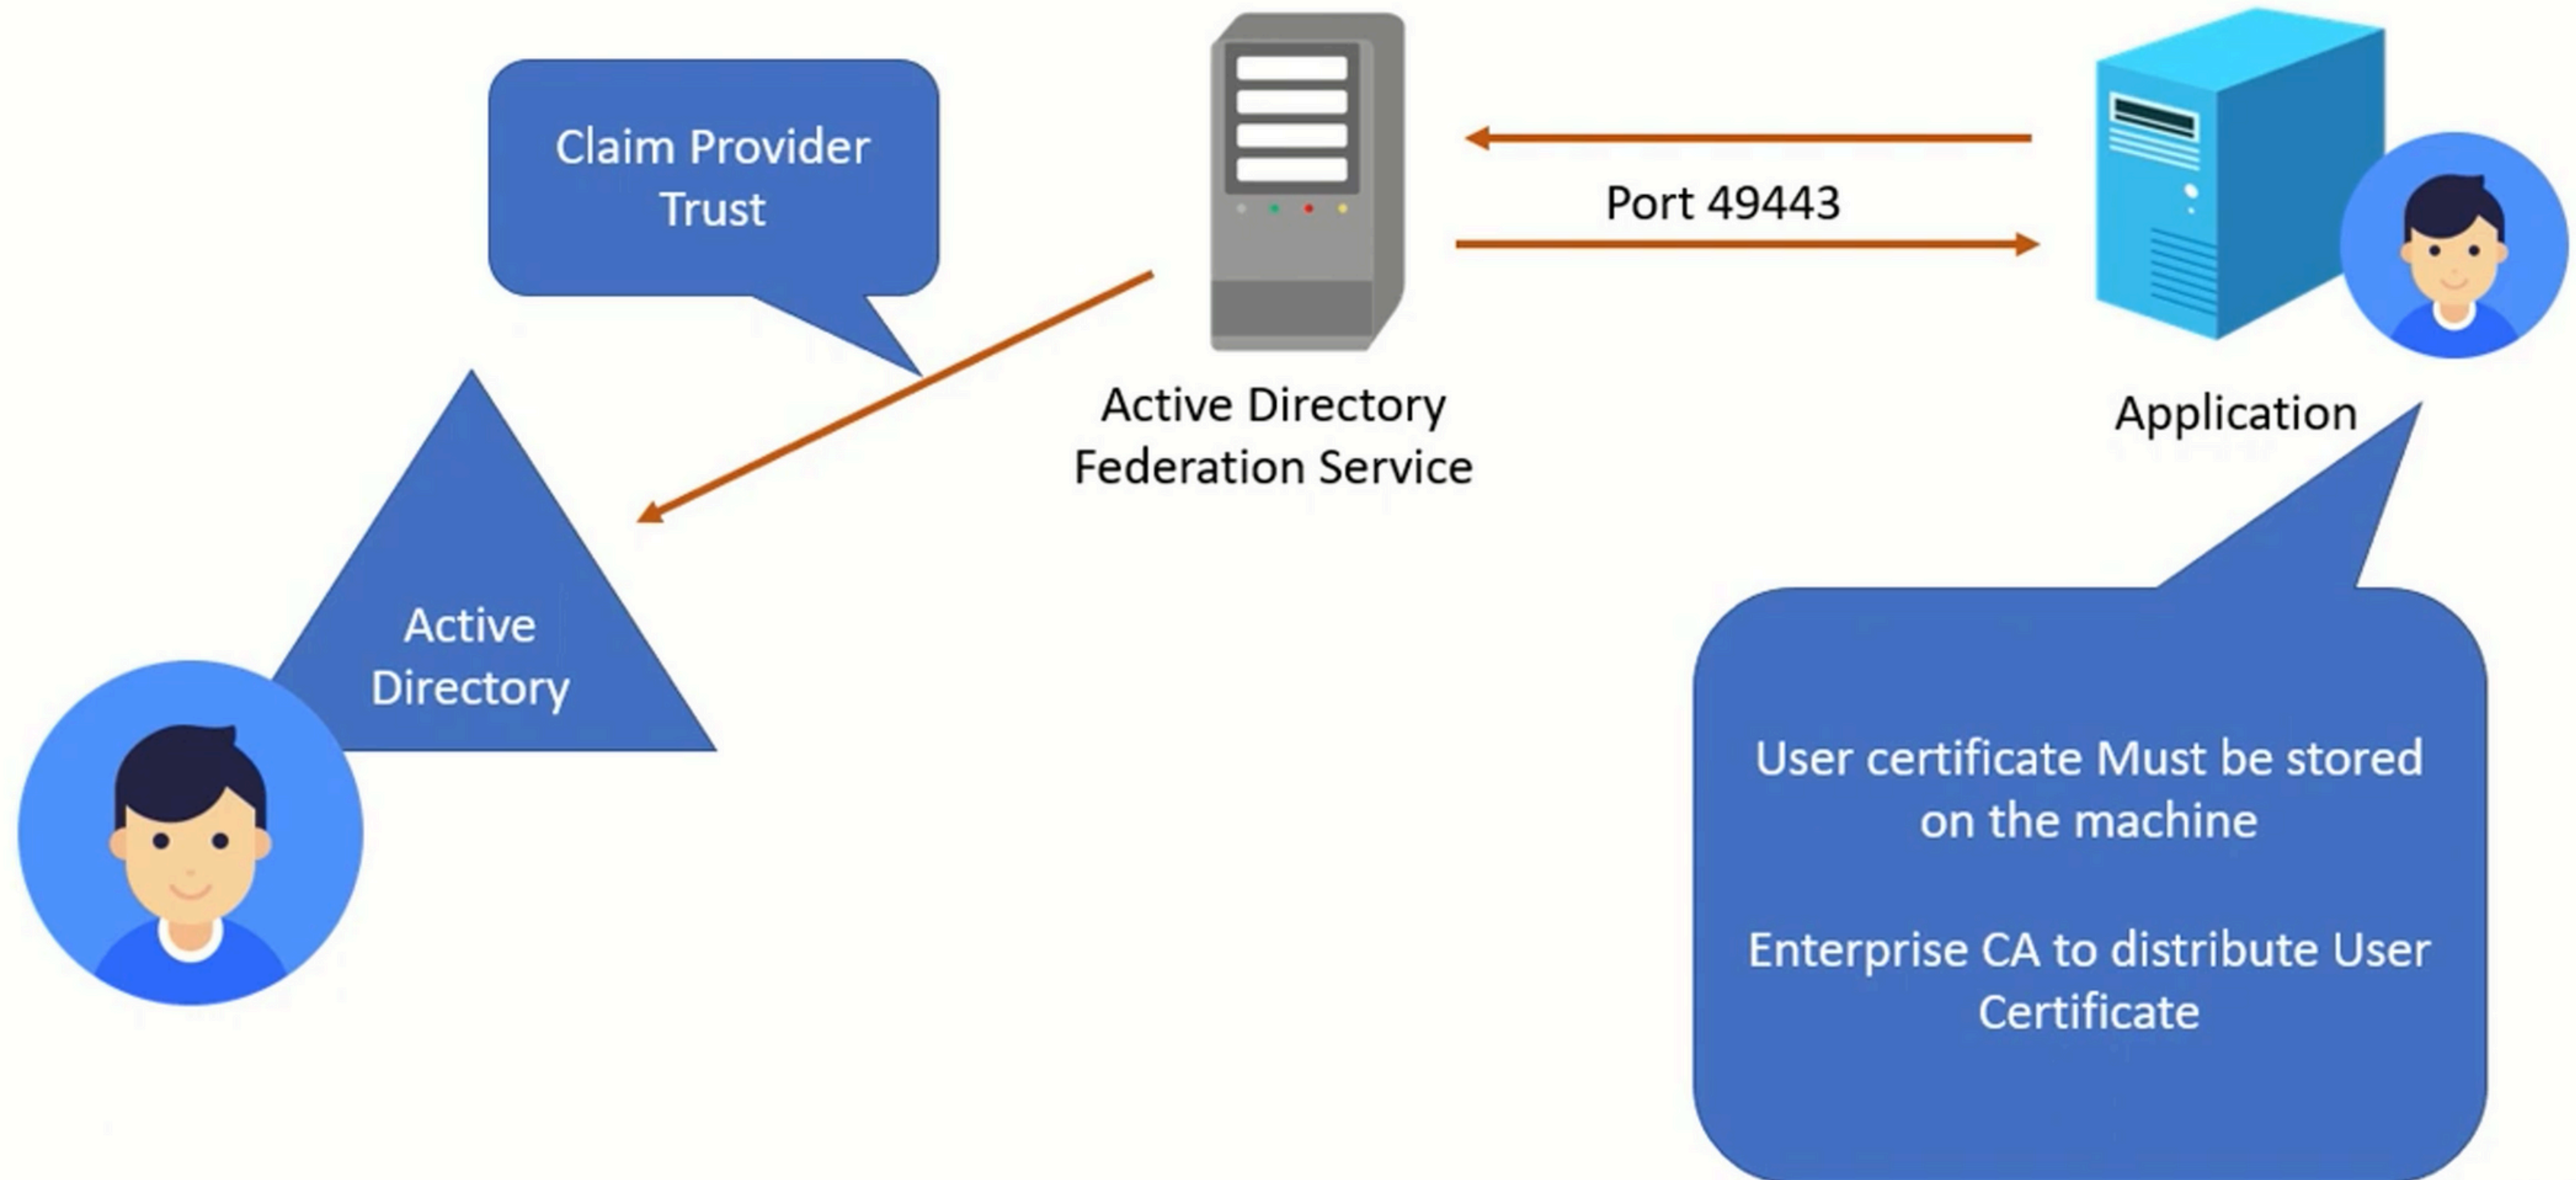 Claim Provider
Trust
Port 49443
Active Directory
Federation Service
Application
Active
Directory
User certificate Must be stored
on the machine
Enterprise CA to distribute User
Certificate